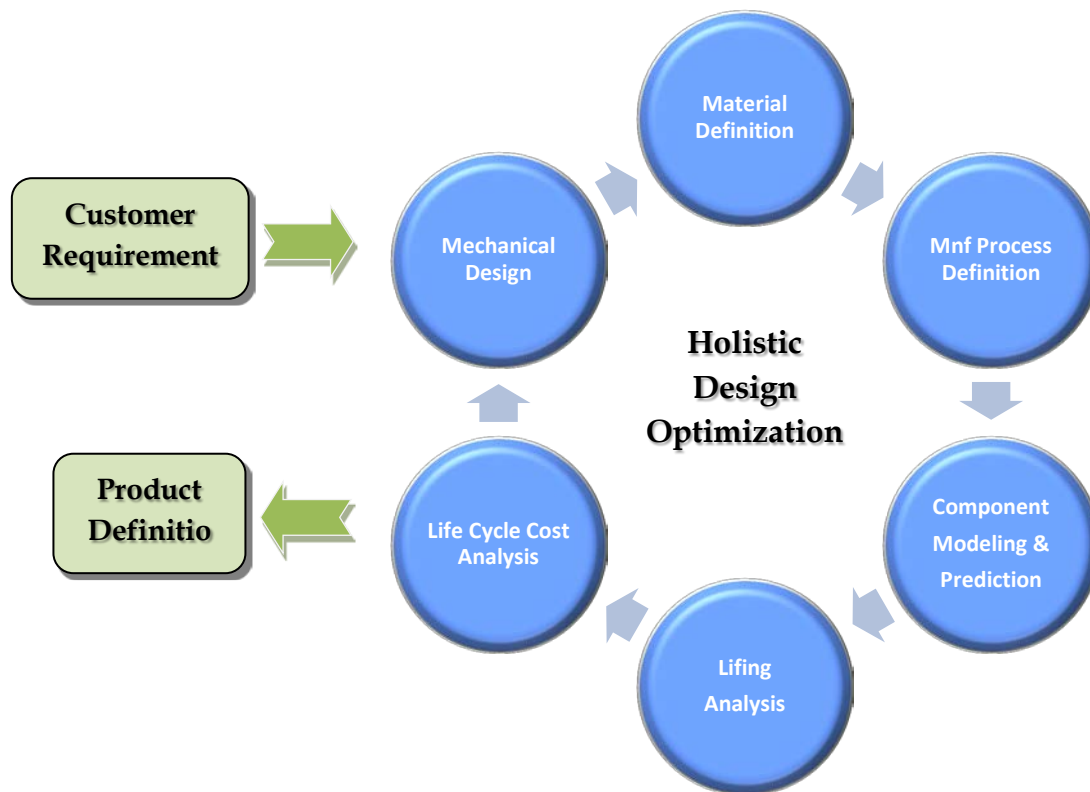 Material
Definition
Customer
Requirement
Mechanical
Design
Mnf Process
Definition
Holistic
Design
Optimization
Product
Definitio
Life Cycle Cost
Analysis
Component
Modeling &
Prediction
Lifing
Analysis